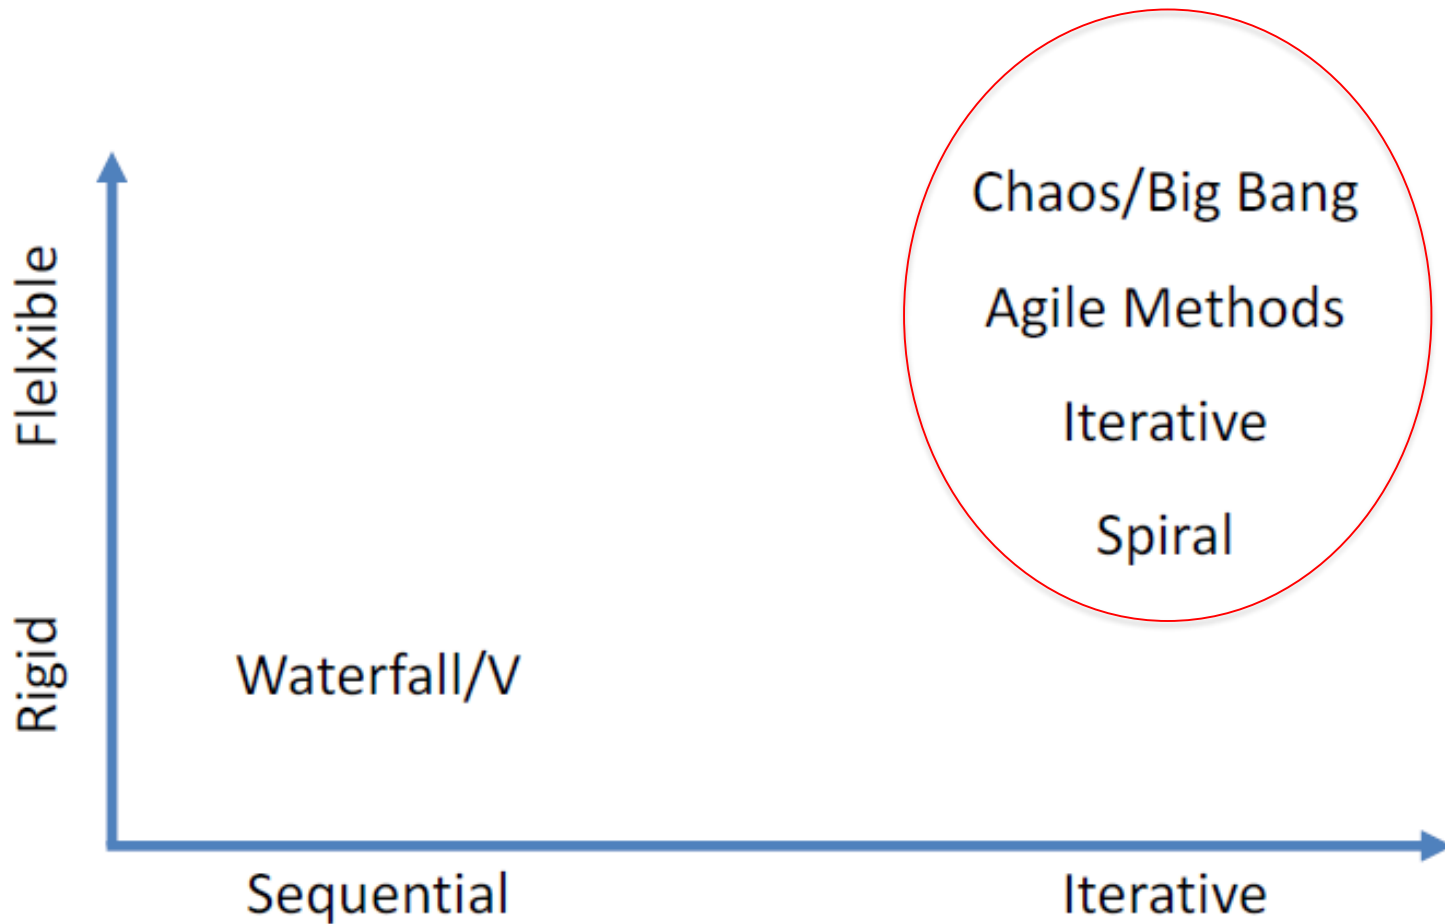 Chaos/Big Bang
Flelxible
Agile Methods
Iterative
Spiral
Rigid
Waterfall/V
Sequential
Iterative